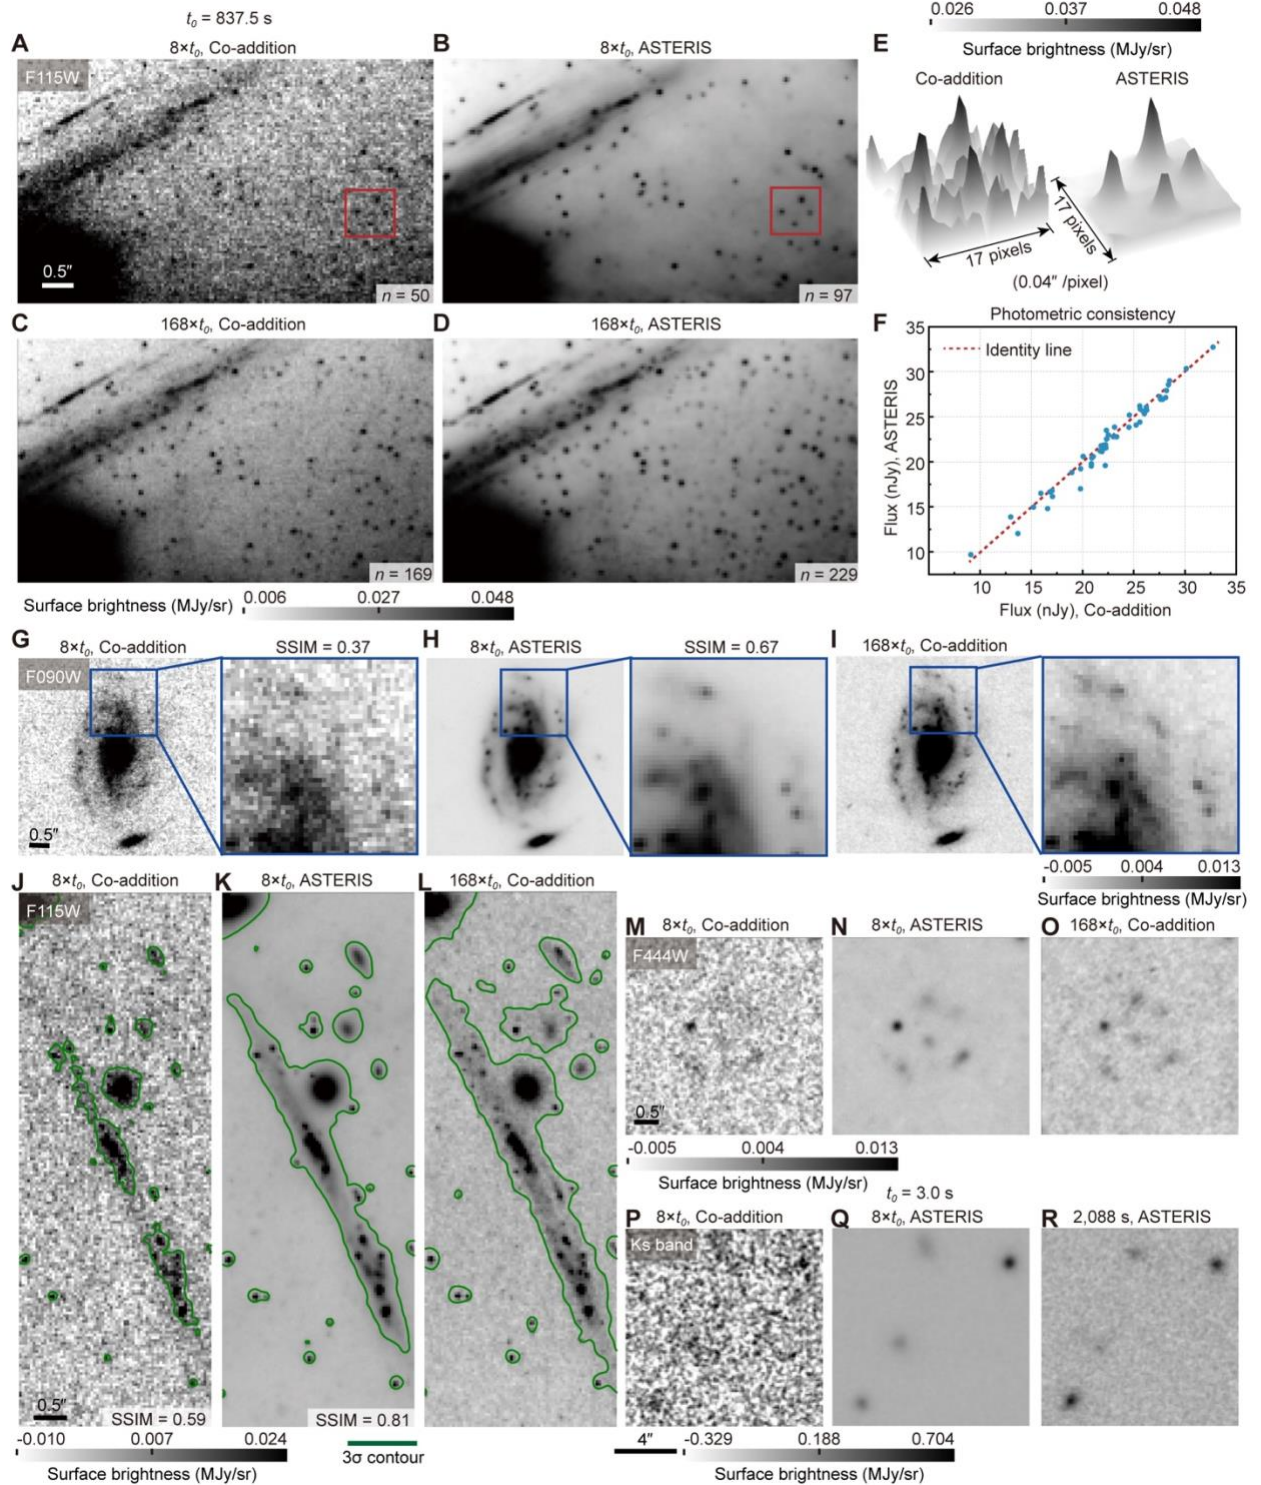 t₀ = 837.5 s
A
8×t₀, Co-addition
F115W
0.5″
n = 50
B
8×t₀, ASTERIS
n = 97
0.026 0.037 0.048
Surface brightness (MJy/sr)
E
Co-addition
ASTERIS
17 pixels
17 pixels
(0.04″ /pixel)
C
168×t₀, Co-addition
n = 169
D
168×t₀, ASTERIS
n = 229
Surface brightness (MJy/sr)
0.006 0.027 0.048
F
Photometric consistency
Identity line
Flux (nJy), ASTERIS
35
30
25
20
15
10
10 15 20 25 30 35
Flux (nJy), Co-addition
G
8×t₀, Co-addition
SSIM = 0.37
F090W
0.5″
H
8×t₀, ASTERIS
SSIM = 0.67
I
168×t₀, Co-addition
-0.005 0.004 0.013
Surface brightness (MJy/sr)
J
8×t₀, Co-addition
F115W
0.5″
SSIM = 0.59
K
8×t₀, ASTERIS
SSIM = 0.81
L
168×t₀, Co-addition
-0.010 0.007 0.024
Surface brightness (MJy/sr)
3σ contour
M
8×t₀, Co-addition
F444W
0.5″
N
8×t₀, ASTERIS
O
168×t₀, Co-addition
-0.005 0.004 0.013
Surface brightness (MJy/sr)
t₀ = 3.0 s
P
8×t₀, Co-addition
Ks band
Q
8×t₀, ASTERIS
R
2,088 s, ASTERIS
4″
-0.329 0.188 0.704
Surface brightness (MJy/sr)